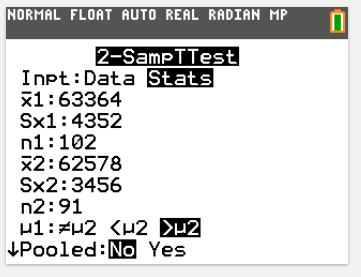 NORMAL FLOAT AUTO REAL RADIAN MP
2-SampTTest
Inpt:Data Stats
x̄1:63364
Sx1:4352
n1:102
x̄2:62578
Sx2:3456
n2:91
μ1:≠μ2 <μ2 >μ2
↓Pooled:No Yes